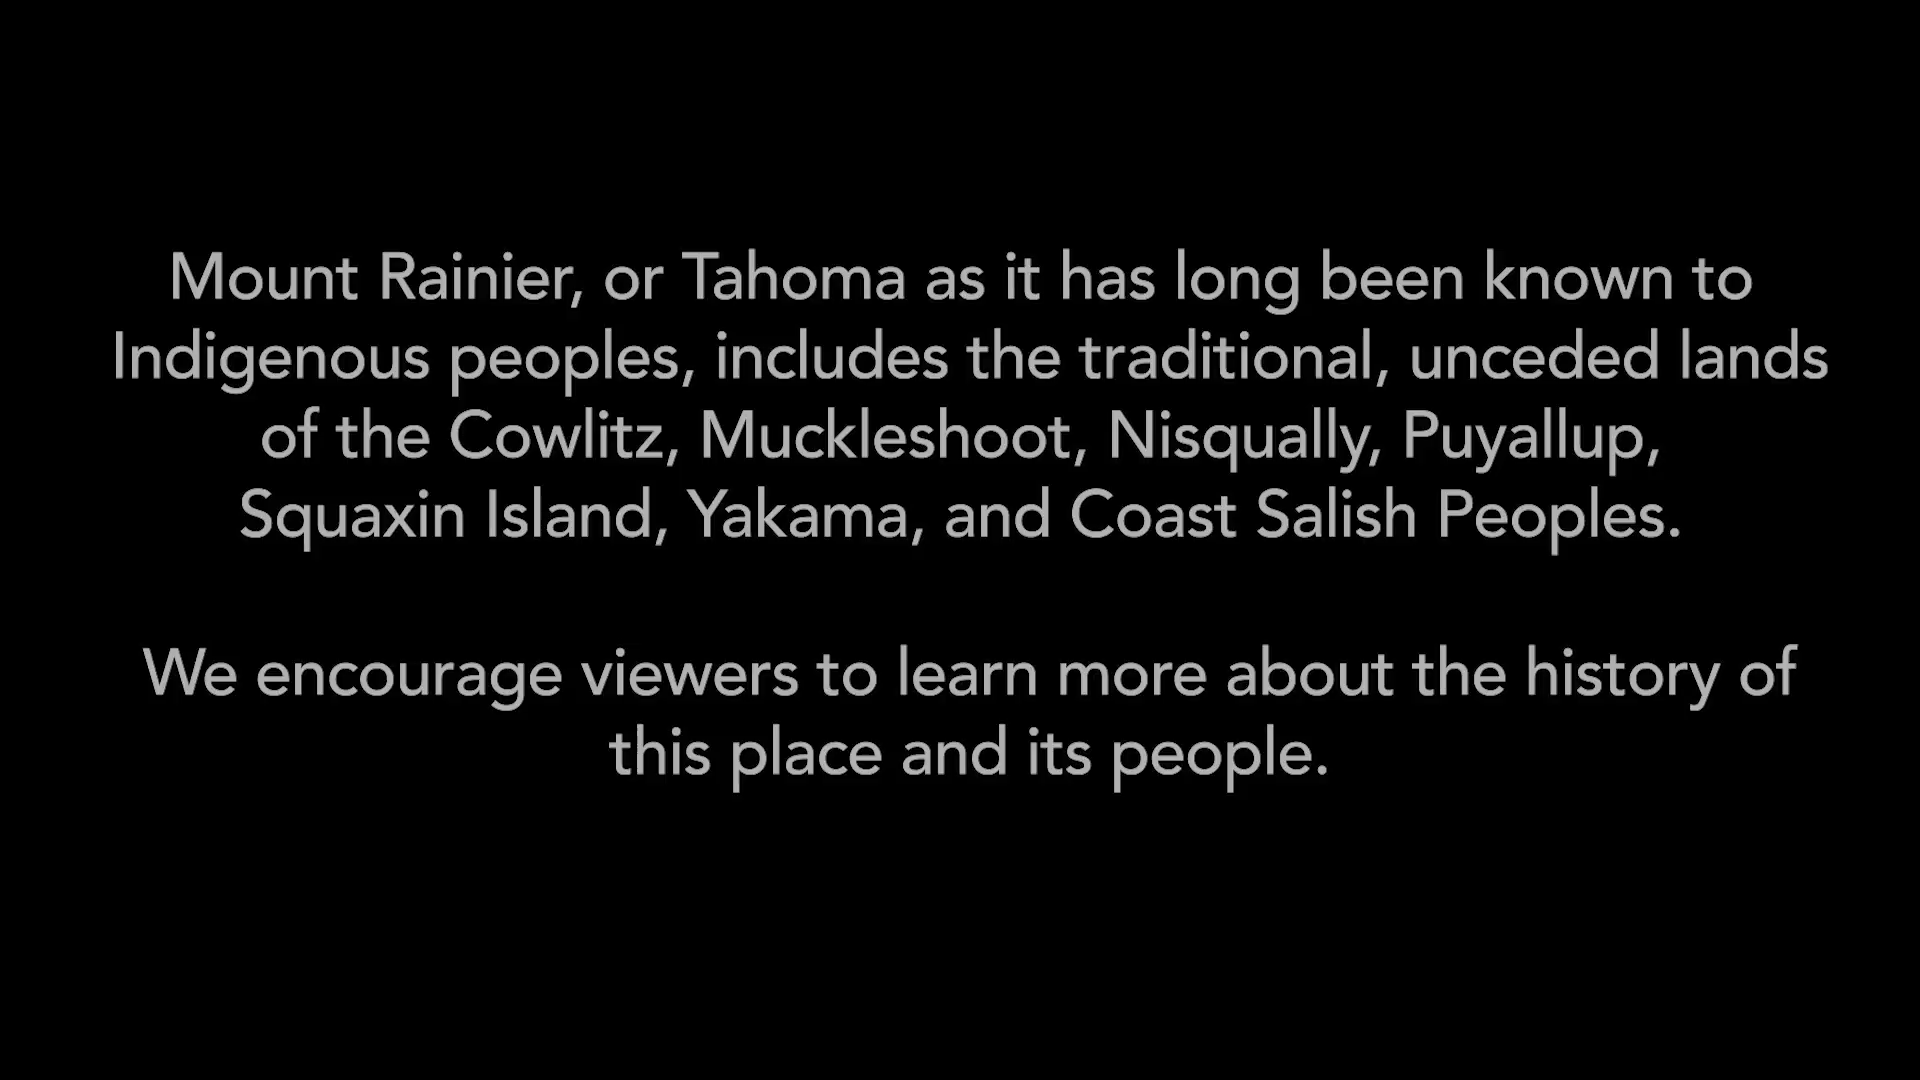 Mount Rainier, or Tahoma as it has long been known to
Indigenous peoples, includes the traditional, unceded lands
of the Cowlitz, Muckleshoot, Nisqually, Puyallup,
Squaxin Island, Yakama, and Coast Salish Peoples.
We encourage viewers to learn more about the history of
this place and its people.